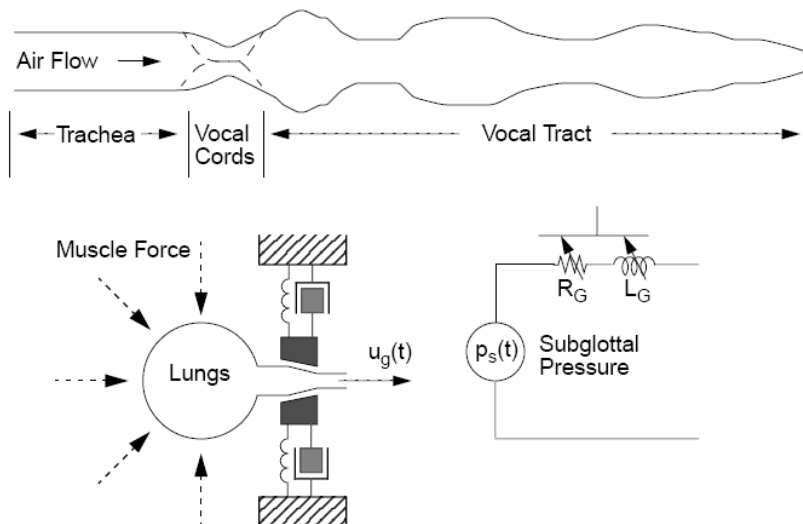 Air Flow
Trachea
Vocal
Cords
Vocal Tract
Muscle Force
Lungs
u_g(t)
R_G
L_G
p_s(t)
Subglottal
Pressure